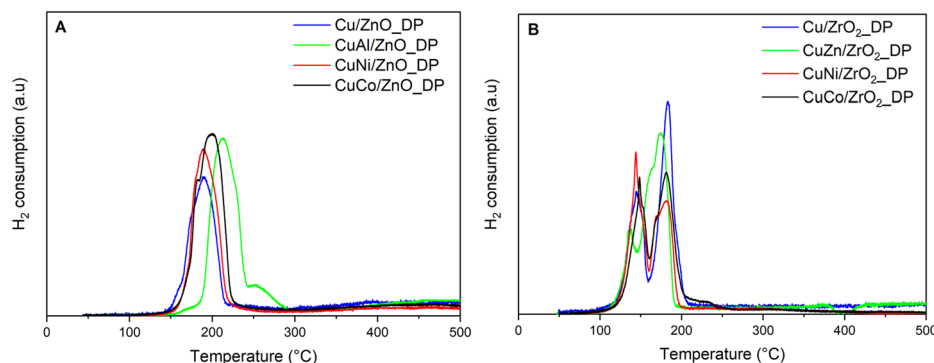 A
Cu/ZnO_DP
CuAl/ZnO_DP
CuNi/ZnO_DP
CuCo/ZnO_DP
H2 consumption (a.u)
0 100 200 300 400 500
Temperature (°C)
B
Cu/ZrO2_DP
CuZn/ZrO2_DP
CuNi/ZrO2_DP
CuCo/ZrO2_DP
H2 consumption (a.u)
0 100 200 300 400 500
Temperature (°C)